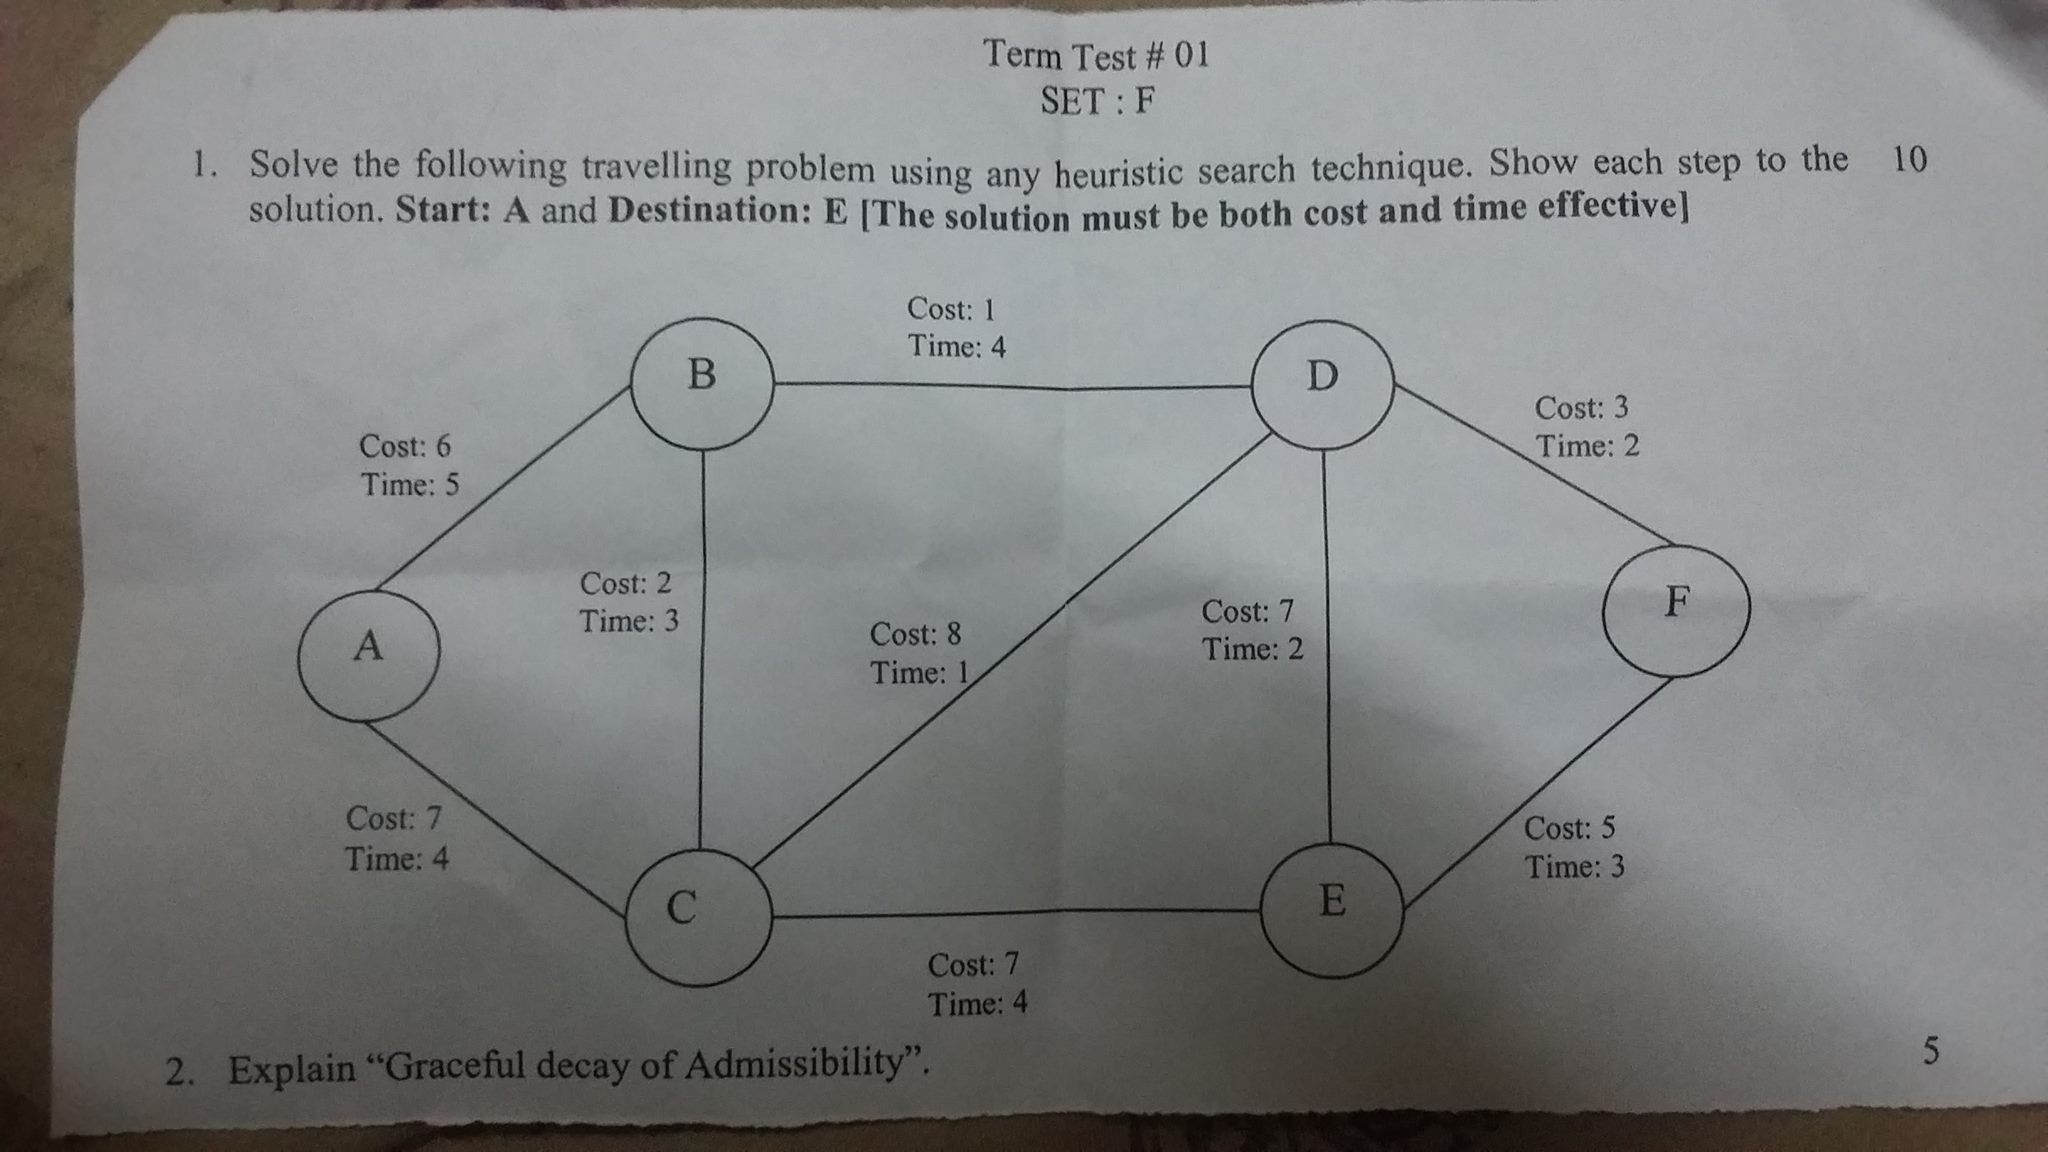 Term Test # 01
SET : F
1. Solve the following travelling problem using any heuristic search technique. Show each step to the 10
solution. Start: A and Destination: E [The solution must be both cost and time effective]
Cost: 1
Time: 4
B
D
Cost: 3
Time: 2
Cost: 6
Time: 5
Cost: 2
Time: 3
Cost: 8
Time: 1
Cost: 7
Time: 2
F
A
Cost: 7
Time: 4
Cost: 5
Time: 3
C
E
Cost: 7
Time: 4
2. Explain “Graceful decay of Admissibility”. 5